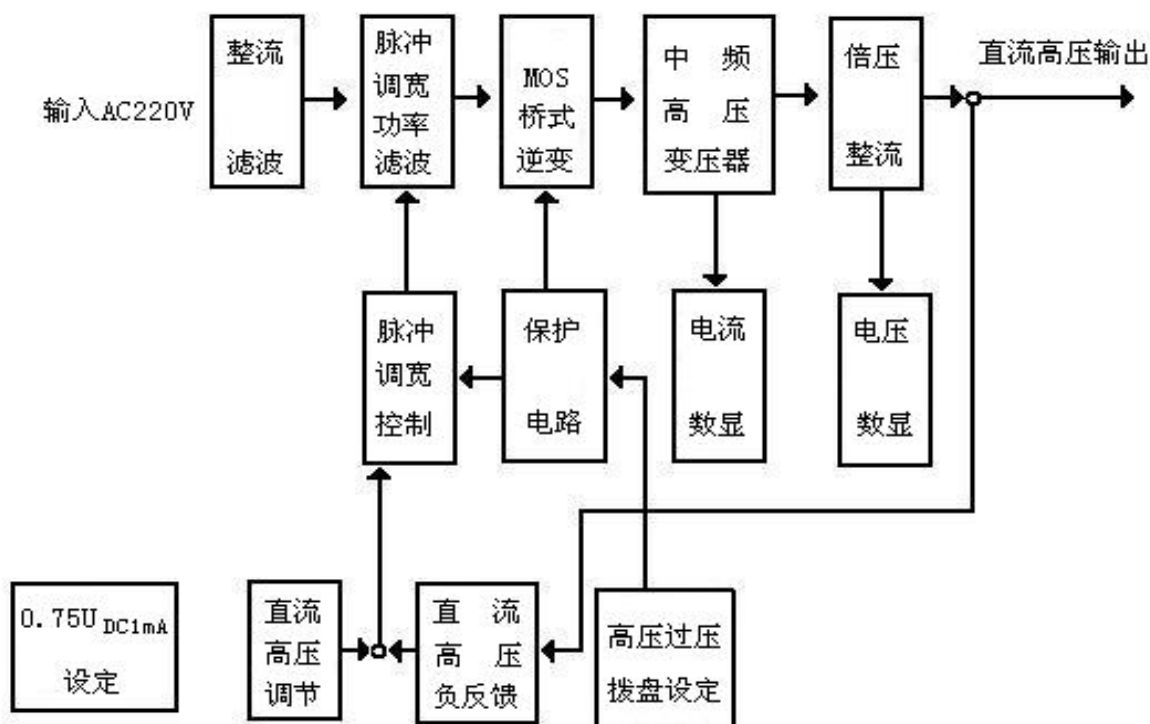 输入AC220V
整流
滤波
脉冲
调宽
功率
滤波
MOS
桥式
逆变
中 频
高 压
变压器
倍压
整流
直流高压输出
脉冲
调宽
控制
保护
电路
电流
数显
电压
数显
0.75U DC1mA
设定
直流
高压
调节
直 流
高 压
负反馈
高压过压
拨盘设定